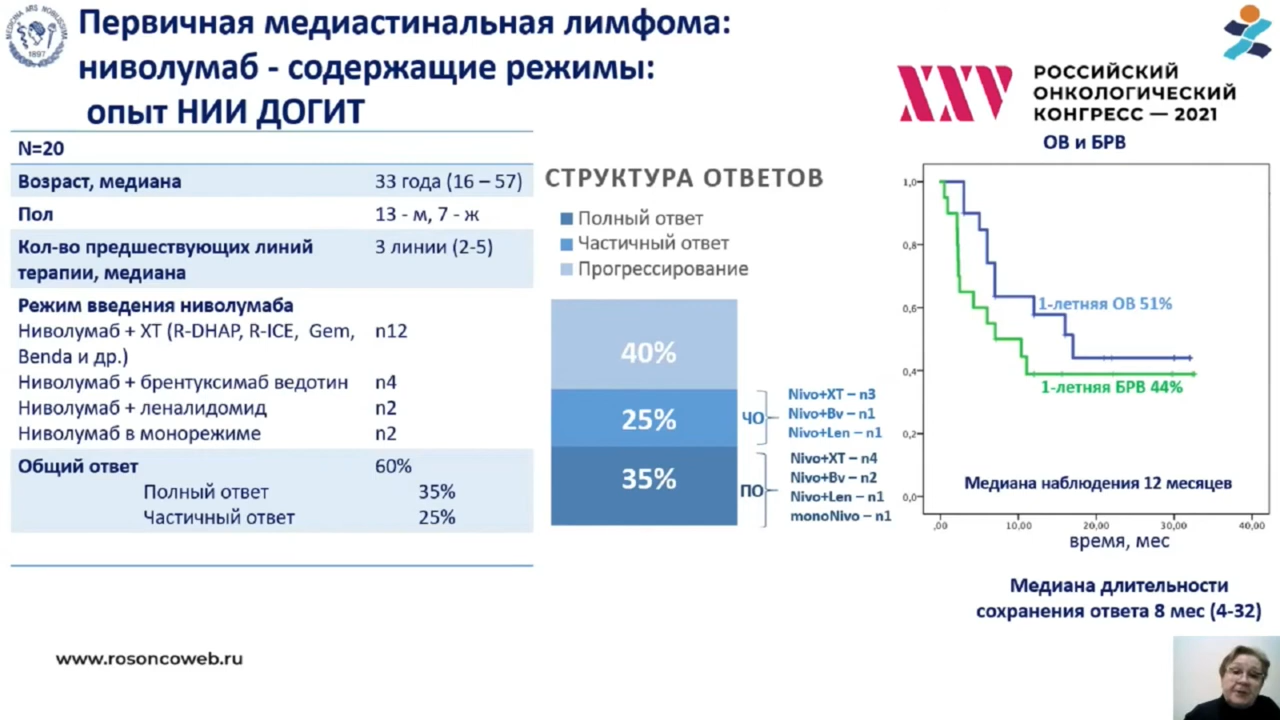 Первичная медиастинальная лимфома:
ниволумаб - содержащие режимы:
опыт НИИ ДОГИТ
MEDICINA ARS NOBILISSIMA
1897
XXV
РОССИЙСКИЙ
ОНКОЛОГИЧЕСКИЙ
КОНГРЕСС — 2021
N=20
Возраст, медиана 33 года (16 – 57)
Пол 13 - м, 7 - ж
Кол-во предшествующих линий 3 линии (2-5)
терапии, медиана
Режим введения ниволумаба
Ниволумаб + ХТ (R-DHAP, R-ICE, Gem, n12
Benda и др.)
Ниволумаб + брентуксимаб ведотин n4
Ниволумаб + леналидомид n2
Ниволумаб в монорежиме n2
Общий ответ 60%
Полный ответ 35%
Частичный ответ 25%
СТРУКТУРА ОТВЕТОВ
Полный ответ
Частичный ответ
Прогрессирование
40%
25%
35%
ЧО
Nivo+XT – n3
Nivo+Bv – n1
Nivo+Len – n1
ПО
Nivo+XT – n4
Nivo+Bv – n2
Nivo+Len – n1
monoNivo – n1
ОВ и БРВ
1,0
0,8
0,6
0,4
0,2
0,0
1-летняя ОВ 51%
1-летняя БРВ 44%
Медиана наблюдения 12 месяцев
,00 10,00 20,00 30,00 40,00
время, мес
Медиана длительности
сохранения ответа 8 мес (4-32)
www.rosoncoweb.ru